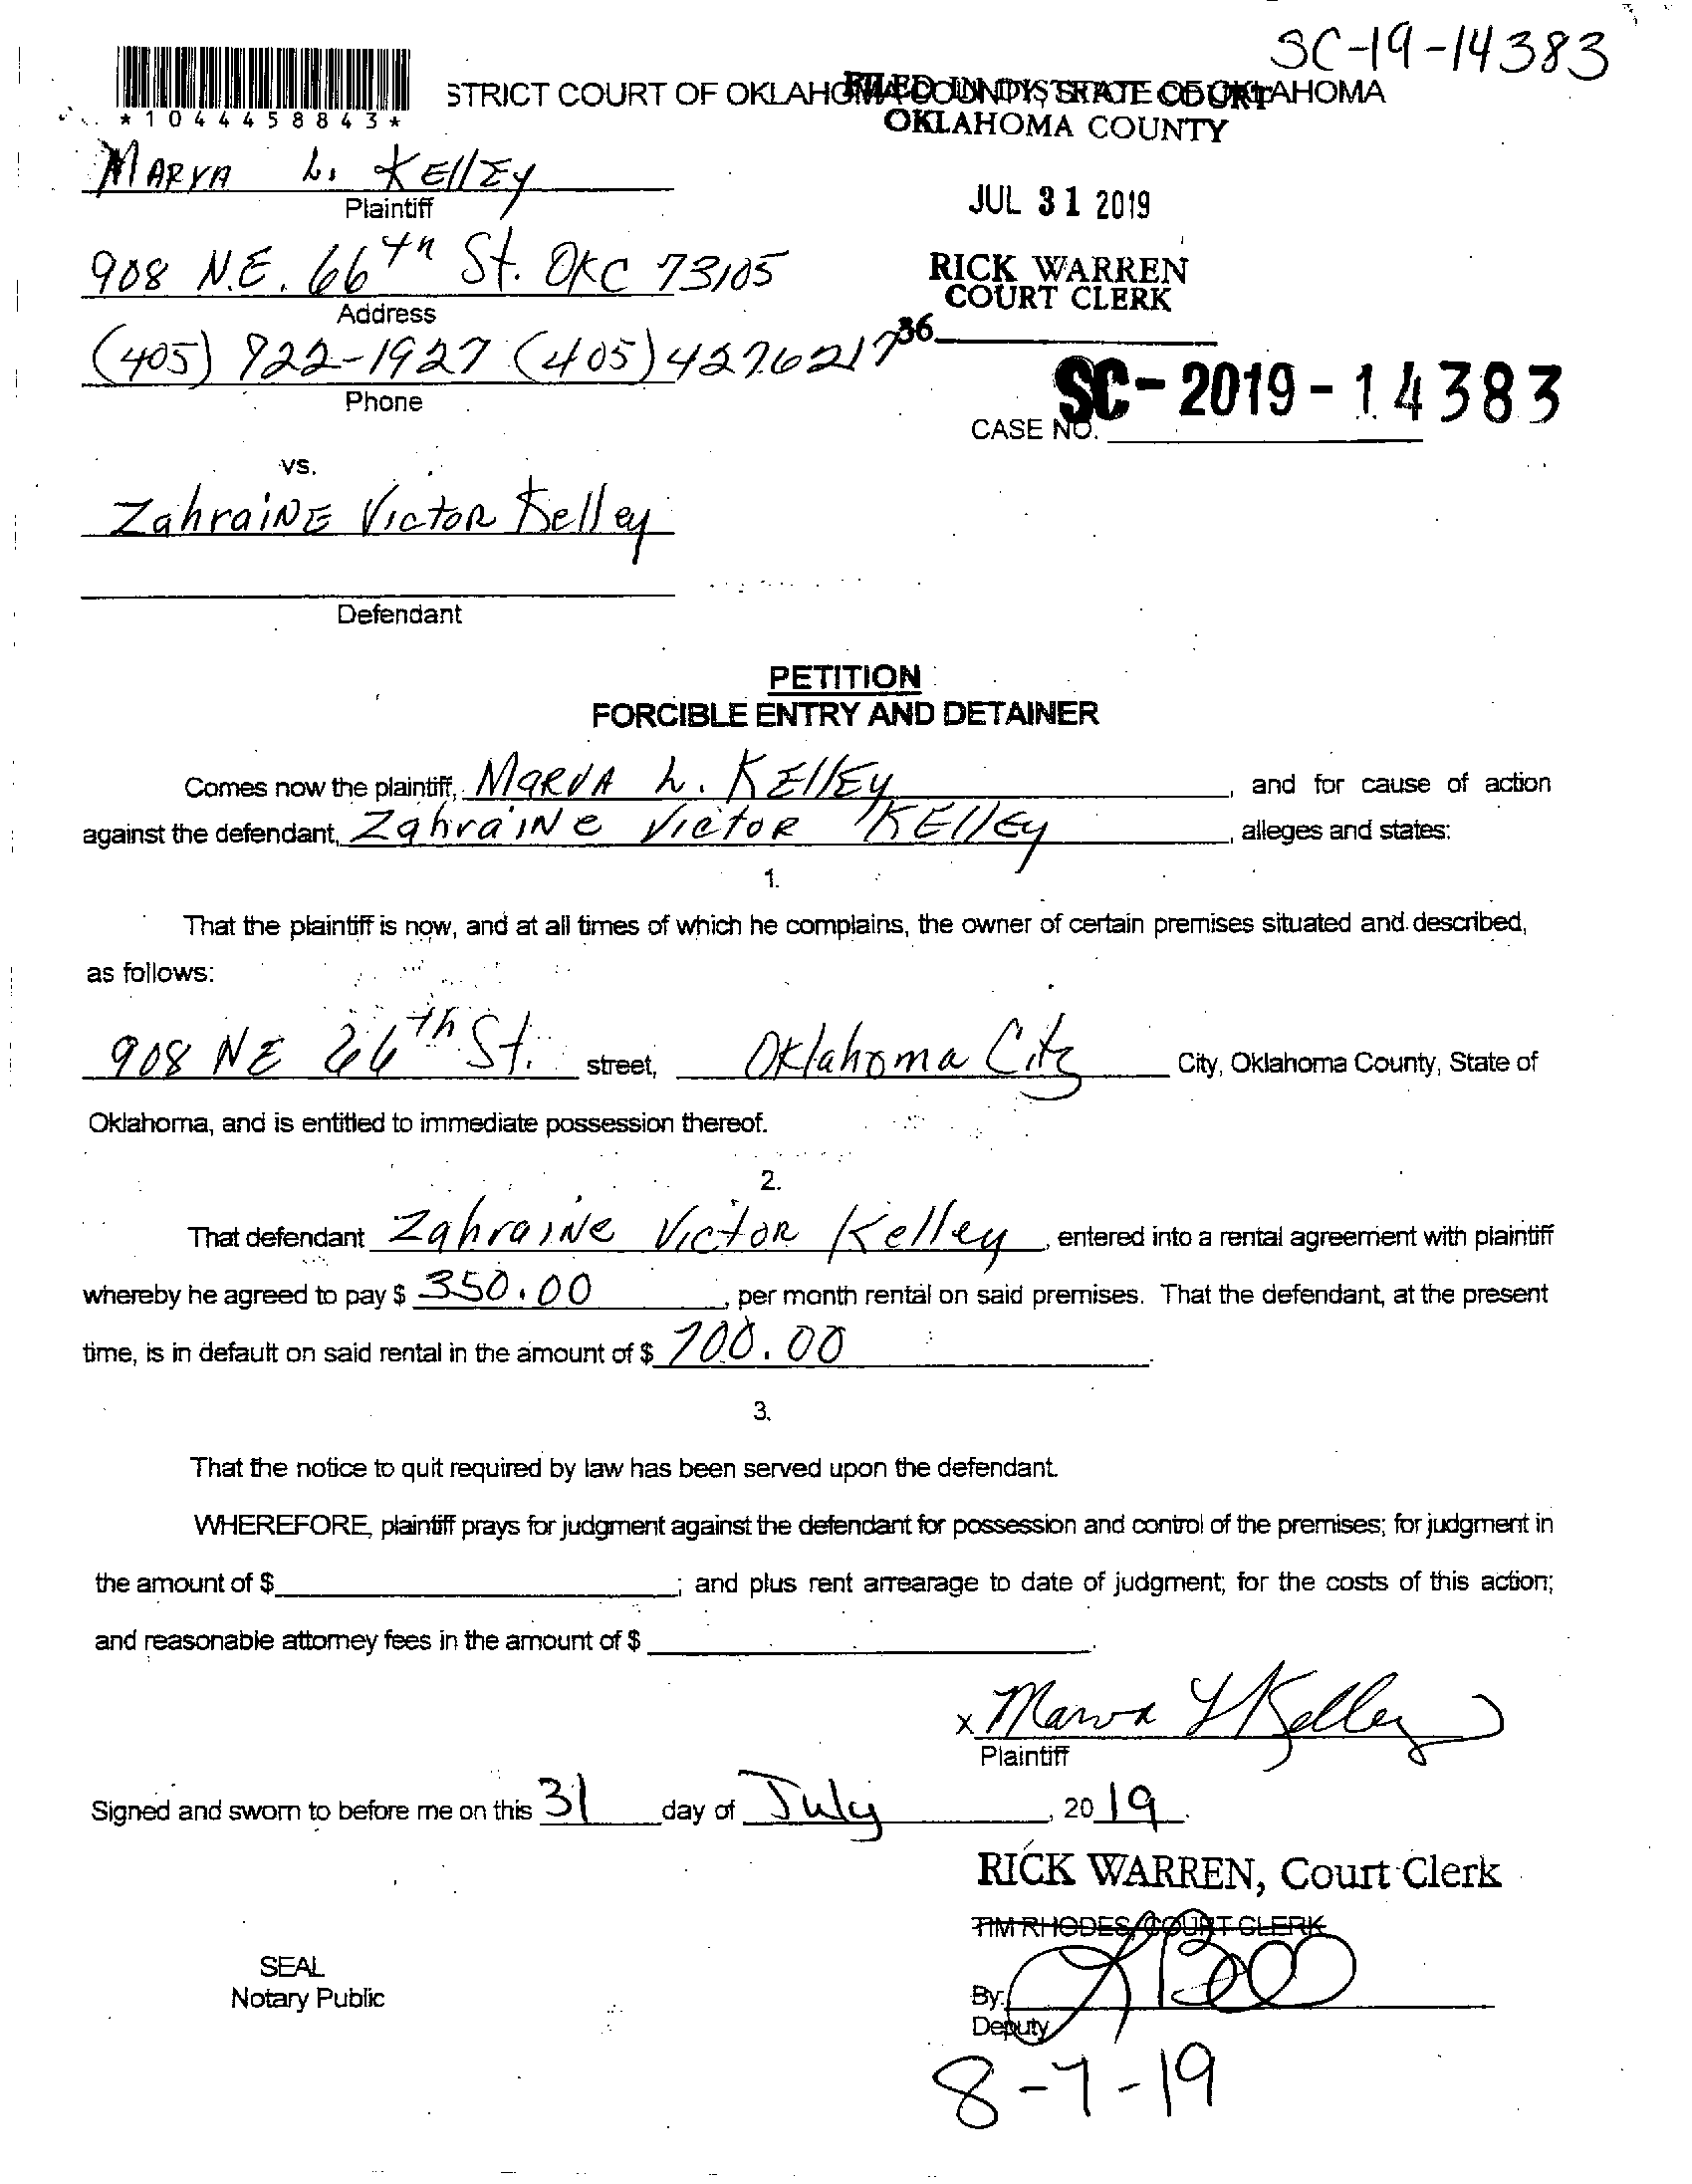 SC-19-14383
STRICT COURT OF OKLAHOMA COUNTY, STATE OF OKLAHOMA
FILED IN DISTRICT COURT
OKLAHOMA COUNTY
*1044458843*
MARVA L. KEllEy
Plaintiff
JUL 31 2019
908 N.E. 66th St. OKC 73105
Address
RICK WARREN
COURT CLERK
36
(405) 722-1927 (405) 427-6217
Phone
SC-2019-14383
CASE NO.
vs.
ZahraiNE VictoR Kelley
Defendant
PETITION
FORCIBLE ENTRY AND DETAINER
Comes now the plaintiff, MaRVA L. KEllEy, and for cause of action
against the defendant, ZahraiNe VictoR KEllEy, alleges and states:
1.
That the plaintiff is now, and at all times of which he complains, the owner of certain premises situated and described,
as follows:
908 NE 66th St. street, Oklahoma City City, Oklahoma County, State of
Oklahoma, and is entitled to immediate possession thereof.
2.
That defendant ZahraiNe VictoR Kelley, entered into a rental agreement with plaintiff
whereby he agreed to pay $ 350.00, per month rental on said premises. That the defendant, at the present
time, is in default on said rental in the amount of $ 700.00.
3.
That the notice to quit required by law has been served upon the defendant.
WHEREFORE, plaintiff prays for judgment against the defendant for possession and control of the premises; for judgment in
the amount of $ ; and plus rent arrearage to date of judgment; for the costs of this action;
and reasonable attorney fees in the amount of $ .
x Marva L Kelley
Plaintiff
Signed and sworn to before me on this 31 day of July, 2019.
RICK WARREN, Court Clerk
TIM RHODES, COURT CLERK
SEAL
Notary Public
By:
Deputy
8-7-19